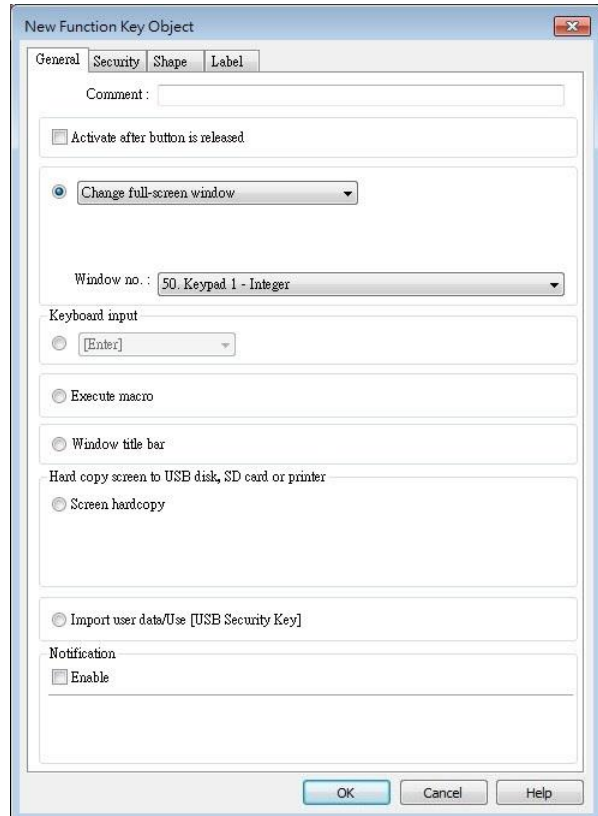 New Function Key Object
General Security Shape Label
Comment :
Activate after button is released
Change full-screen window
Window no. : 50. Keypad 1 - Integer
Keyboard input
[Enter]
Execute macro
Window title bar
Hard copy screen to USB disk, SD card or printer
Screen hardcopy
Import user data/Use [USB Security Key]
Notification
Enable
OK Cancel Help